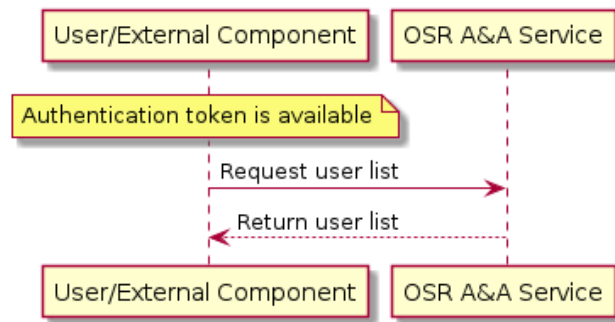 User/External Component
OSR A&A Service
Authentication token is available
Request user list
Return user list
User/External Component
OSR A&A Service